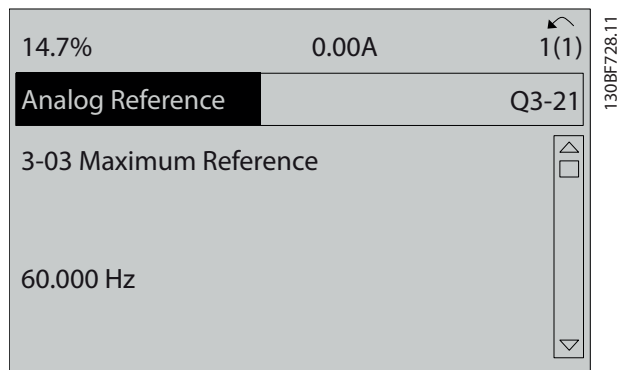 14.7% 0.00A 1(1)
Analog Reference Q3-21
3-03 Maximum Reference
60.000 Hz
130BF728.11